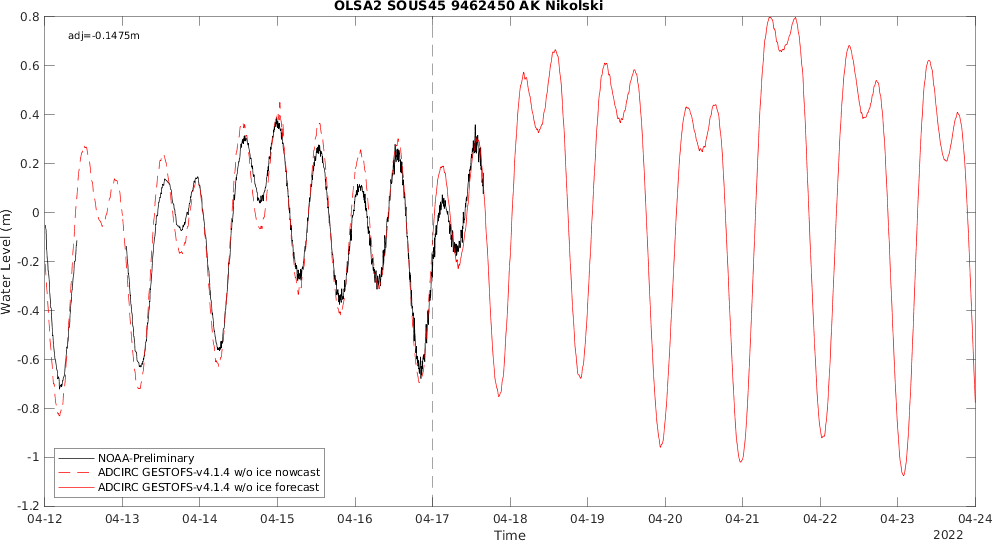 OLSA2 SOUS45 9462450 AK Nikolski
adj=-0.1475m
0.8
0.6
0.4
0.2
0
-0.2
-0.4
-0.6
-0.8
-1
-1.2
Water Level (m)
NOAA-Preliminary
ADCIRC GESTOFS-v4.1.4 w/o ice nowcast
ADCIRC GESTOFS-v4.1.4 w/o ice forecast
04-12 04-13 04-14 04-15 04-16 04-17 04-18 04-19 04-20 04-21 04-22 04-23 04-24
Time
2022